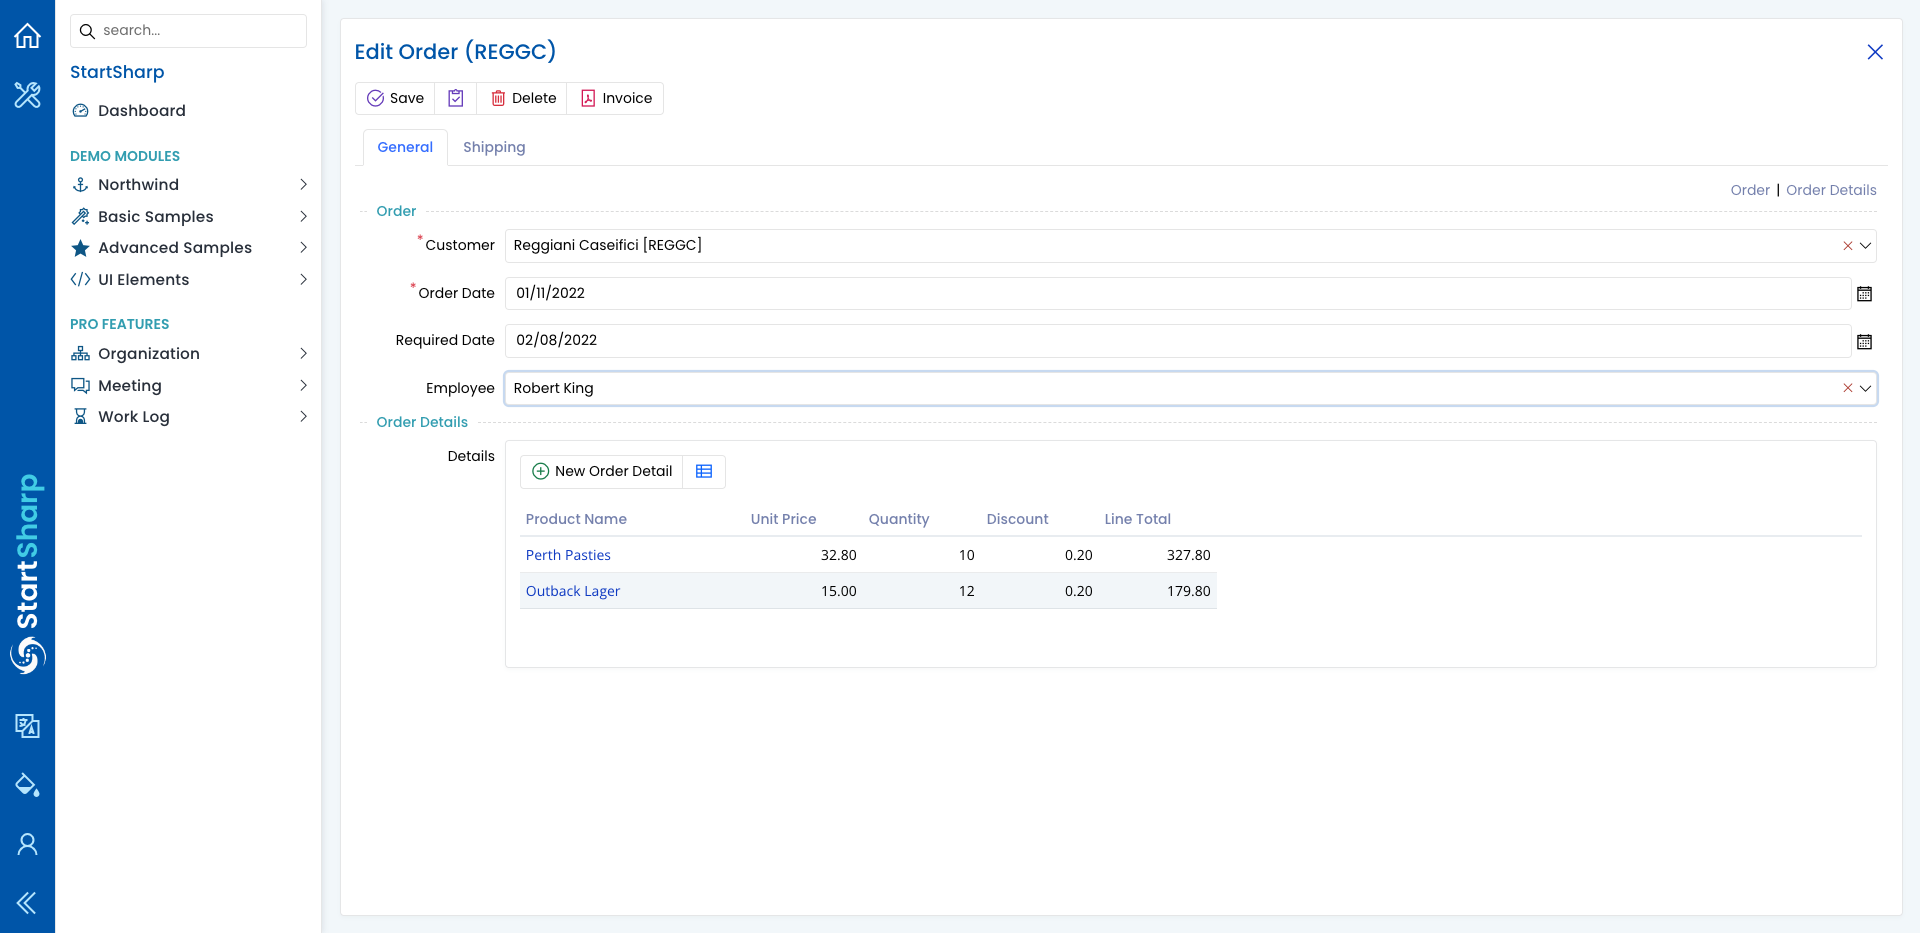 search...
StartSharp
Dashboard
DEMO MODULES
Northwind
Basic Samples
Advanced Samples
UI Elements
PRO FEATURES
Organization
Meeting
Work Log
StartSharp
Edit Order (REGGC)
Save Delete Invoice
General Shipping
Order | Order Details
Order
* Customer Reggiani Caseifici [REGGC]
* Order Date 01/11/2022
Required Date 02/08/2022
Employee Robert King
Order Details
Details
New Order Detail
Product Name Unit Price Quantity Discount Line Total
Perth Pasties 32.80 10 0.20 327.80
Outback Lager 15.00 12 0.20 179.80